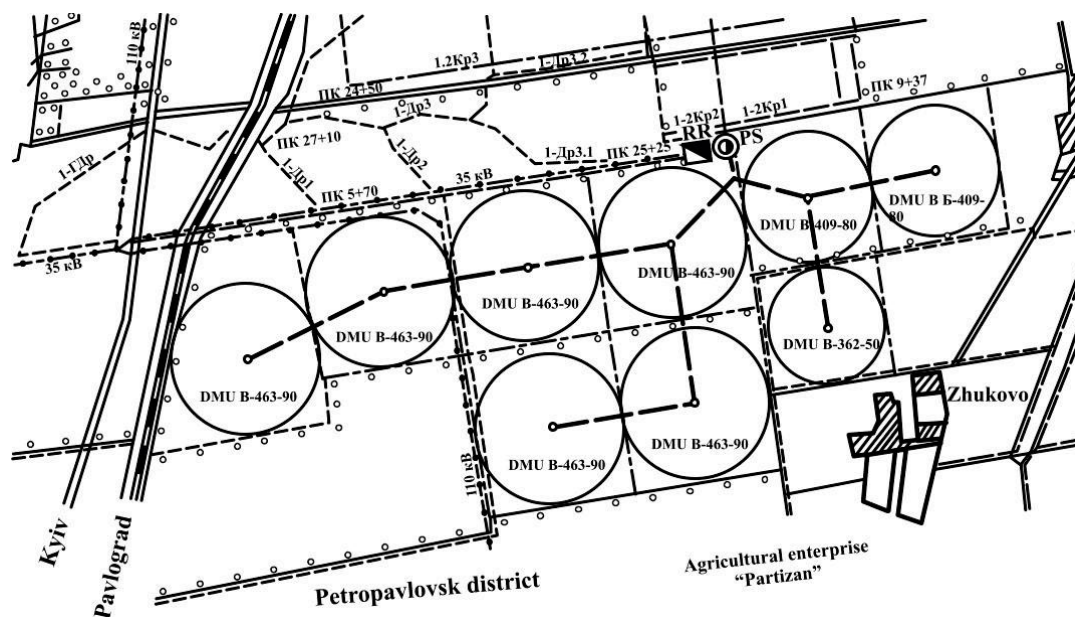 110 кВ
1.2Кр3
1-Др3.2
ПК 24+50
ПК 9+37
1-Др3
1-2Кр2
1-2Кр1
ПК 27+10
RR
PS
1-ГДр
1-Др1
1-Др2
1-Др3.1
ПК 25+25
35 кВ
ПК 5+70
35 кВ
DMU В Б-409-
80
DMU В-409-80
DMU В-463-90
DMU В-463-90
DMU В-463-90
DMU В-362-50
DMU В-463-90
Zhukovo
DMU В-463-90
DMU В-463-90
110 кВ
Kyiv
Pavlograd
Petropavlovsk district
Agricultural enterprise
“Partizan”